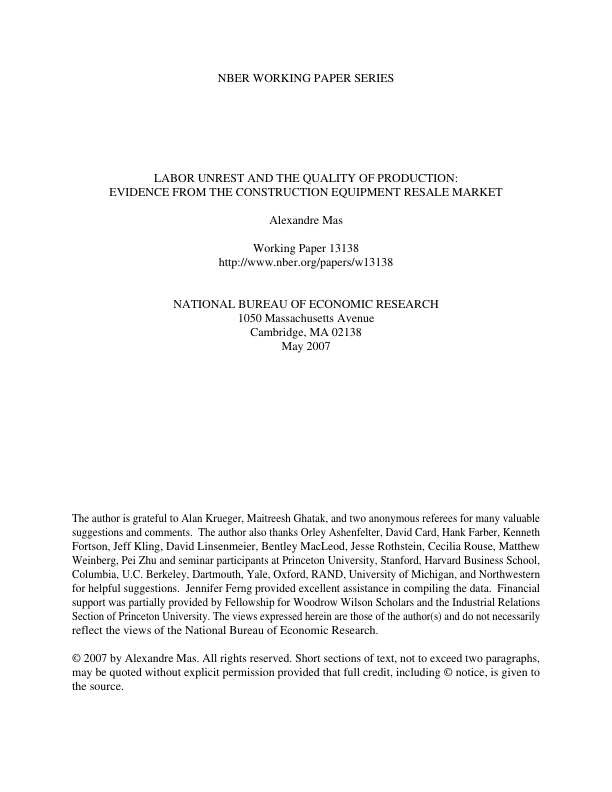 NBER WORKING PAPER SERIES
LABOR UNREST AND THE QUALITY OF PRODUCTION:
EVIDENCE FROM THE CONSTRUCTION EQUIPMENT RESALE MARKET
Alexandre Mas
Working Paper 13138
http://www.nber.org/papers/w13138
NATIONAL BUREAU OF ECONOMIC RESEARCH
1050 Massachusetts Avenue
Cambridge, MA 02138
May 2007
The author is grateful to Alan Krueger, Maitreesh Ghatak, and two anonymous referees for many valuable
suggestions and comments.  The author also thanks Orley Ashenfelter, David Card, Hank Farber, Kenneth
Fortson, Jeff Kling, David Linsenmeier, Bentley MacLeod, Jesse Rothstein, Cecilia Rouse, Matthew
Weinberg, Pei Zhu and seminar participants at Princeton University, Stanford, Harvard Business School,
Columbia, U.C. Berkeley, Dartmouth, Yale, Oxford, RAND, University of Michigan, and Northwestern
for helpful suggestions.  Jennifer Ferng provided excellent assistance in compiling the data.  Financial
support was partially provided by Fellowship for Woodrow Wilson Scholars and the Industrial Relations
Section of Princeton University. The views expressed herein are those of the author(s) and do not necessarily
reflect the views of the National Bureau of Economic Research.
© 2007 by Alexandre Mas. All rights reserved. Short sections of text, not to exceed two paragraphs,
may be quoted without explicit permission provided that full credit, including © notice, is given to
the source.